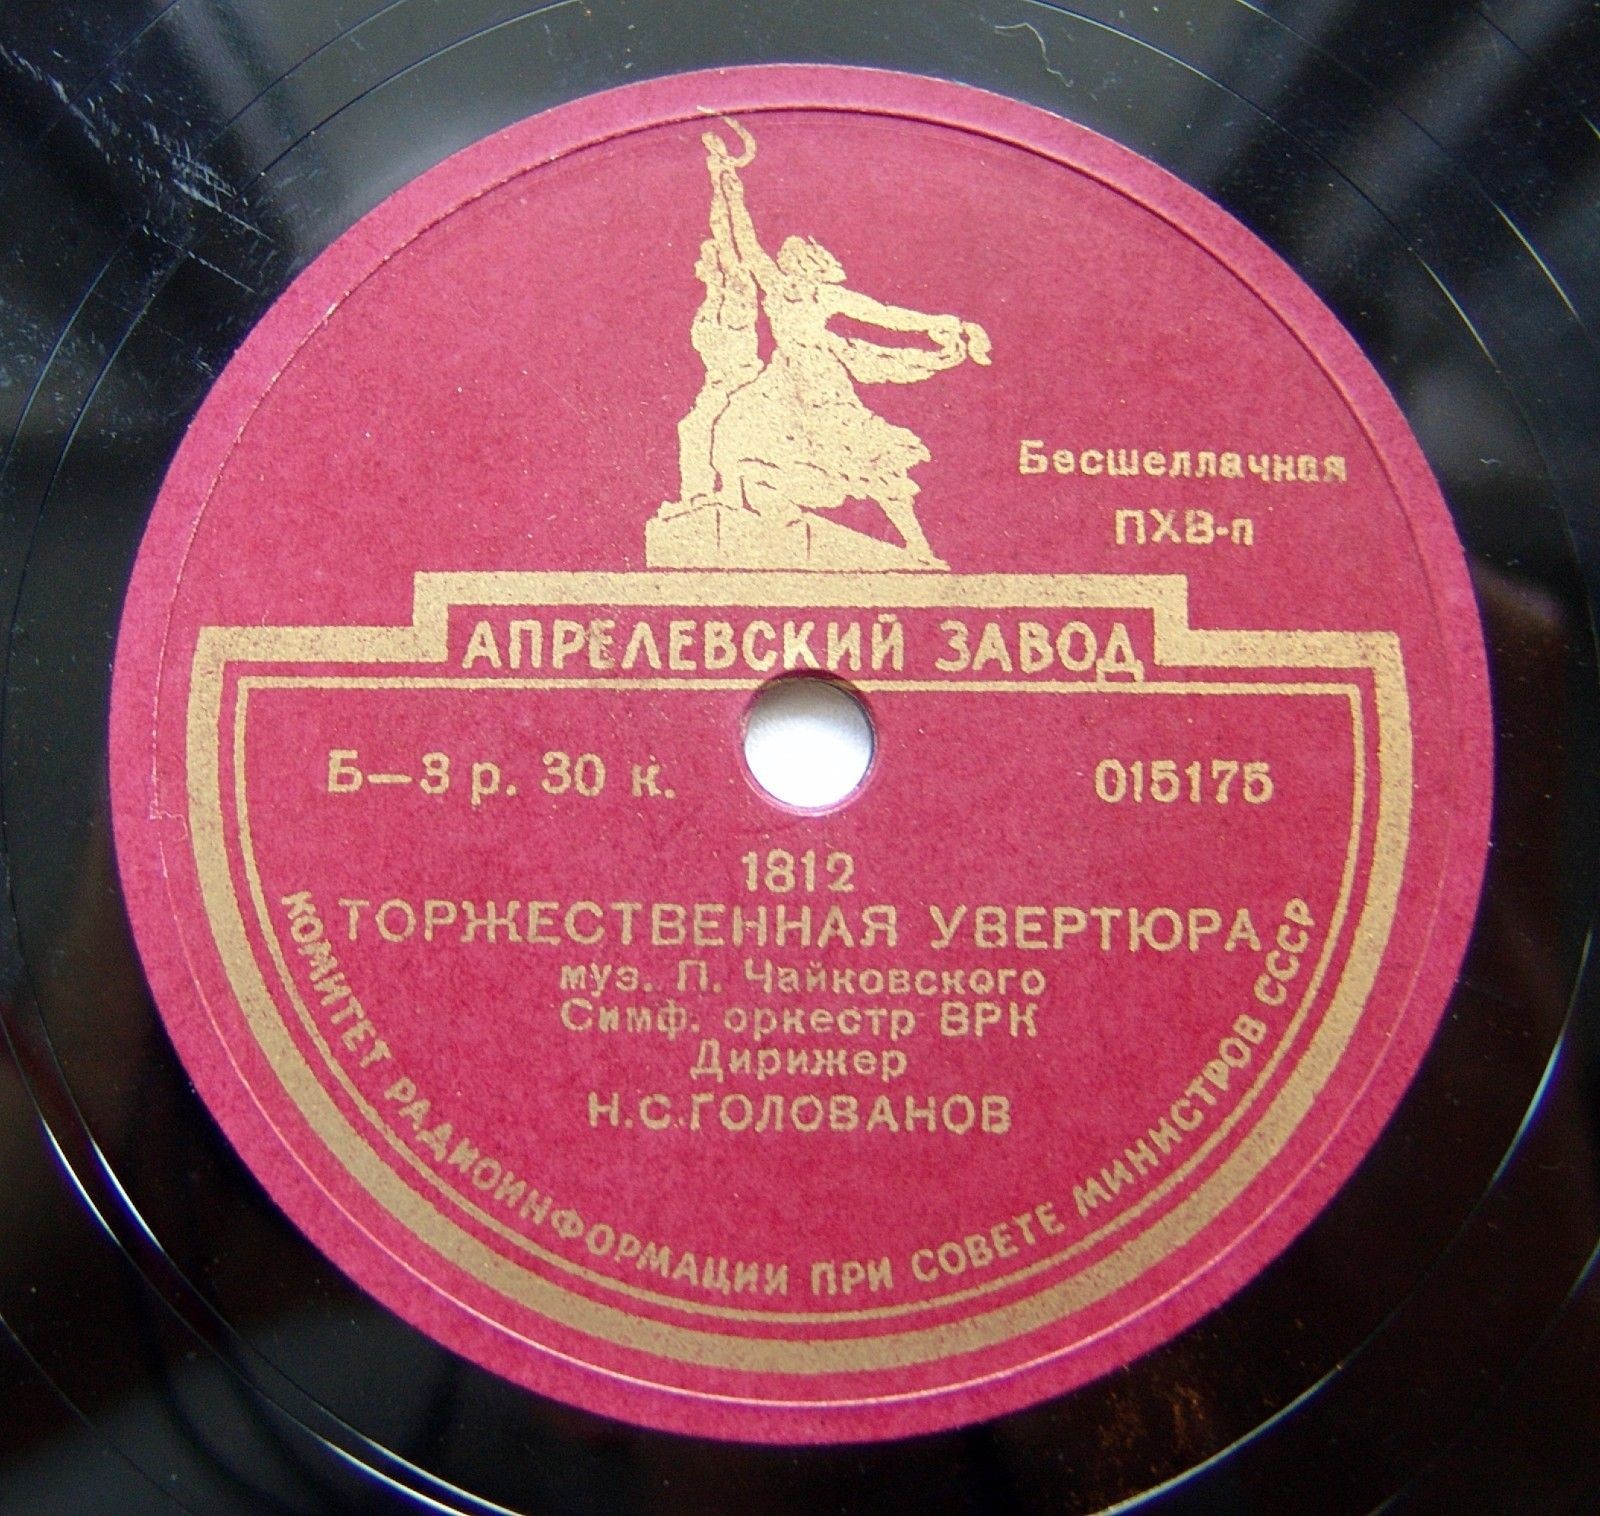 Бесшеллачная
ПХВ-п
АПРЕЛЕВСКИЙ ЗАВОД
Б—3 р. 30 к.
015175
1812
ТОРЖЕСТВЕННАЯ УВЕРТЮРА
муз. П. Чайковского
Симф. оркестр ВРК
Дирижер
Н.С.ГОЛОВАНОВ
КОМИТЕТ РАДИОИНФОРМАЦИИ ПРИ СОВЕТЕ МИНИСТРОВ СССР